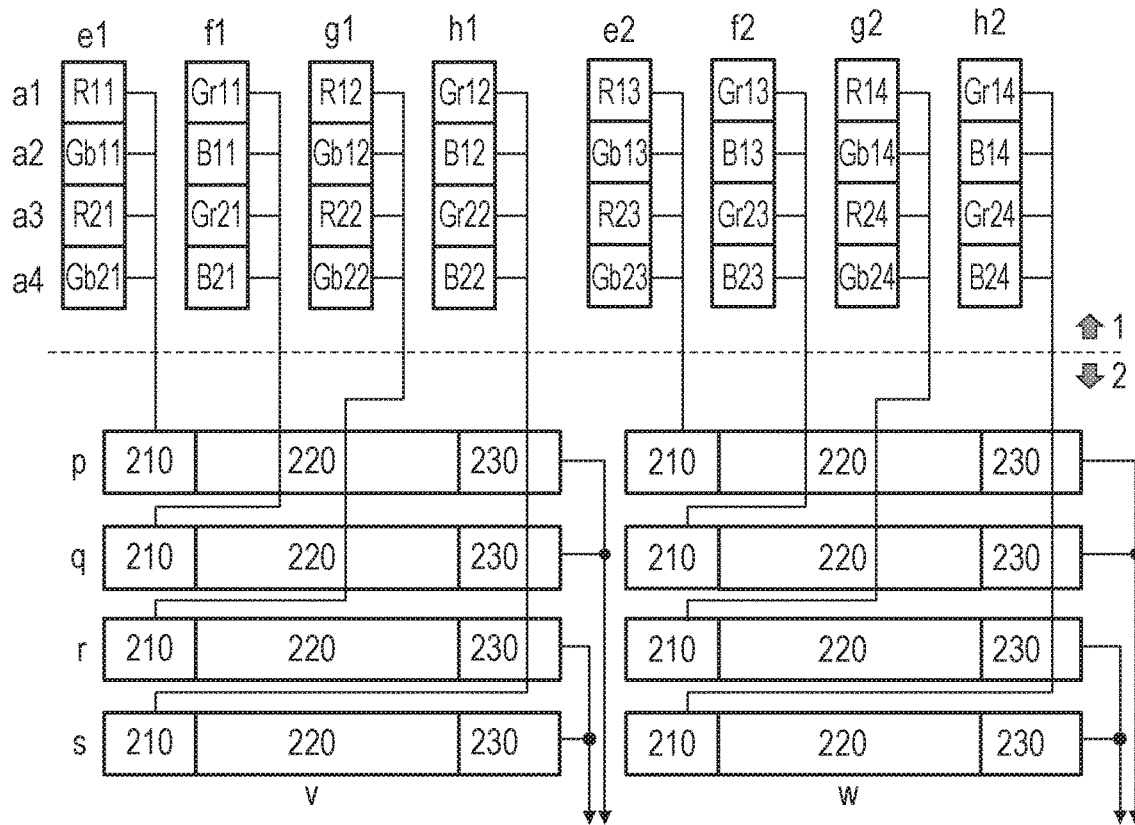 e1 f1 g1 h1 e2 f2 g2 h2
a1 R11 Gr11 R12 Gr12 R13 Gr13 R14 Gr14
a2 Gb11 B11 Gb12 B12 Gb13 B13 Gb14 B14
a3 R21 Gr21 R22 Gr22 R23 Gr23 R24 Gr24
a4 Gb21 B21 Gb22 B22 Gb23 B23 Gb24 B24
1
2
p 210 220 230 210 220 230
q 210 220 230 210 220 230
r 210 220 230 210 220 230
s 210 220 230 210 220 230
v w